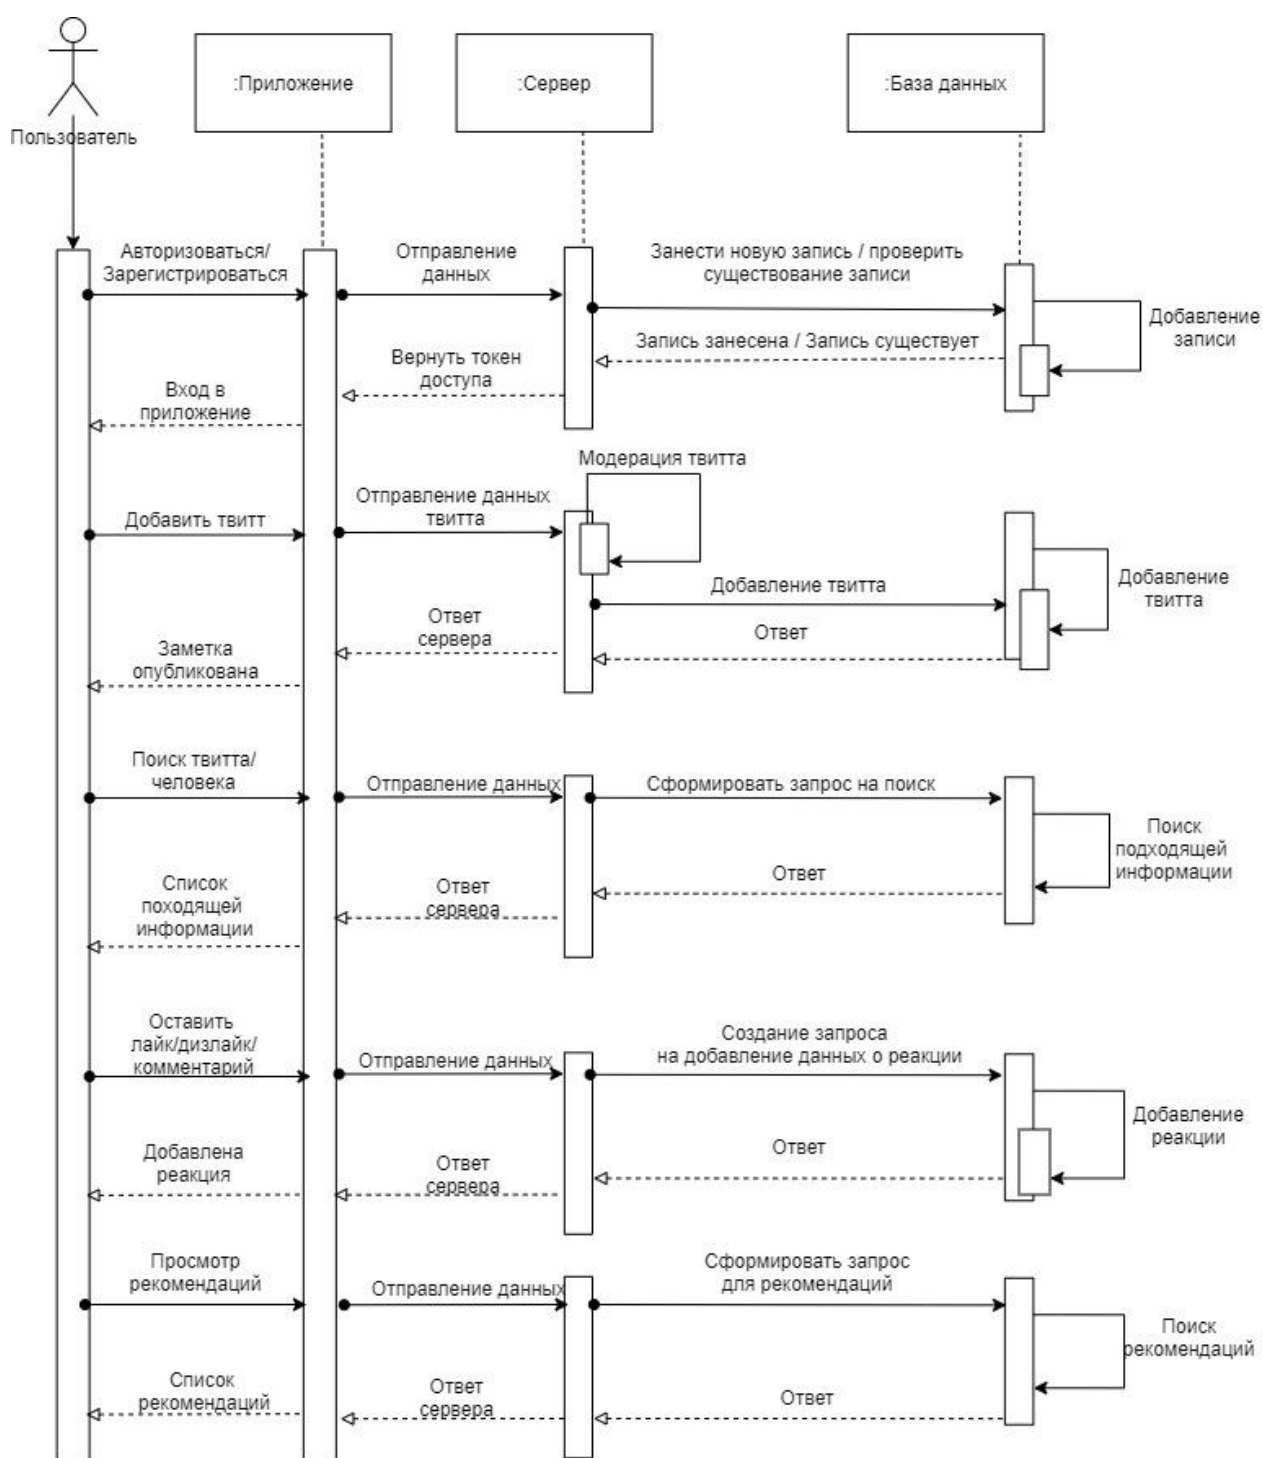 :Приложение
:Сервер
:База данных
Пользователь
Авторизоваться/
Зарегистрироваться
Отправление
данных
Занести новую запись / проверить
существование записи
Добавление
записи
Запись занесена / Запись существует
Вернуть токен
доступа
Вход в
приложение
Модерация твитта
Добавить твитт
Отправление данных
твитта
Добавление твитта
Добавление
твитта
Ответ
сервера
Ответ
Заметка
опубликована
Поиск твитта/
человека
Отправление данных
Сформировать запрос на поиск
Поиск
подходящей
информации
Список
походящей
информации
Ответ
сервера
Ответ
Оставить
лайк/дизлайк/
комментарий
Отправление данных
Создание запроса
на добавление данных о реакции
Добавление
реакции
Добавлена
реакция
Ответ
сервера
Ответ
Просмотр
рекомендаций
Отправление данных
Сформировать запрос
для рекомендаций
Поиск
рекомендаций
Список
рекомендаций
Ответ
сервера
Ответ